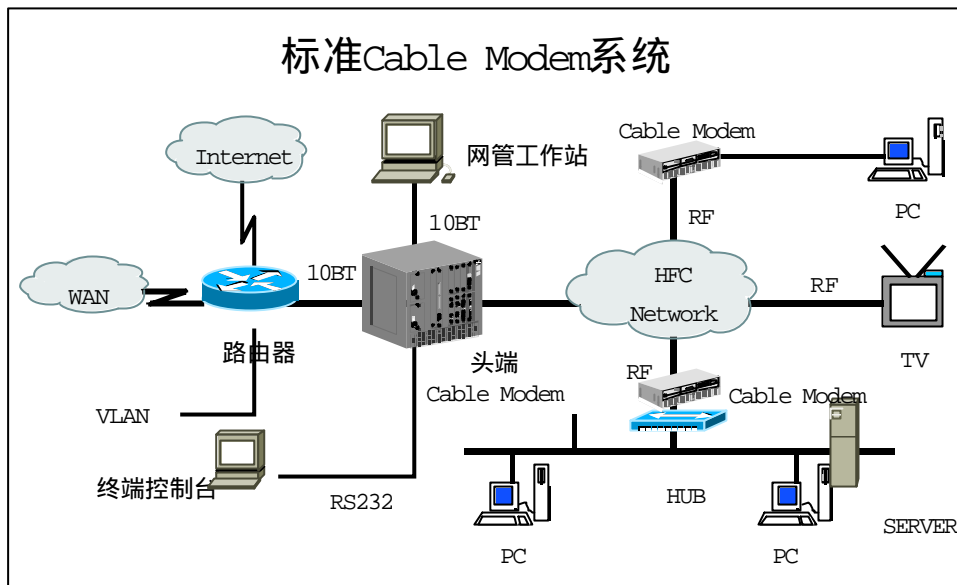 标准Cable Modem系统
Internet
网管工作站
Cable Modem
PC
10BT
RF
WAN
10BT
HFC
Network
RF
TV
路由器
头端
Cable Modem
RF
Cable Modem
VLAN
终端控制台
RS232
HUB
SERVER
PC
PC